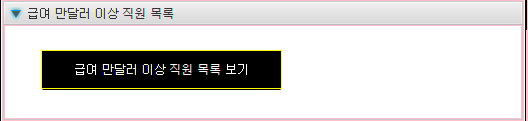 급여 만달러 이상 직원 목록
급여 만달러 이상 직원 목록 보기